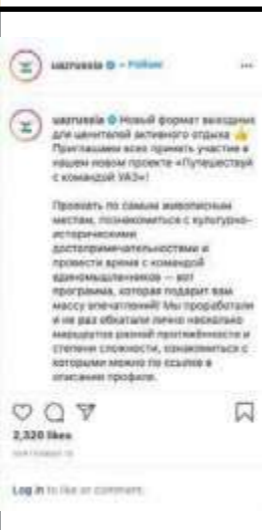 uazrussia • Follow
uazrussia Новый формат выходных
для ценителей активного отдыха 👍
Приглашаем всех принять участие в
нашем новом проекте «Путешествуй
с командой УАЗ»!
Проехать по самым живописным
местам, познакомиться с культурно-
историческими
достопримечательностями и
провести время с командой
единомышленников — вот
программа, которая подарит вам
массу впечатлений! Мы проработали
и не раз обкатали лично несколько
маршрутов разной протяжённости и
степени сложности, ознакомиться с
которыми можно по ссылке в
описании профиля.
2,320 likes
Log in to like or comment.